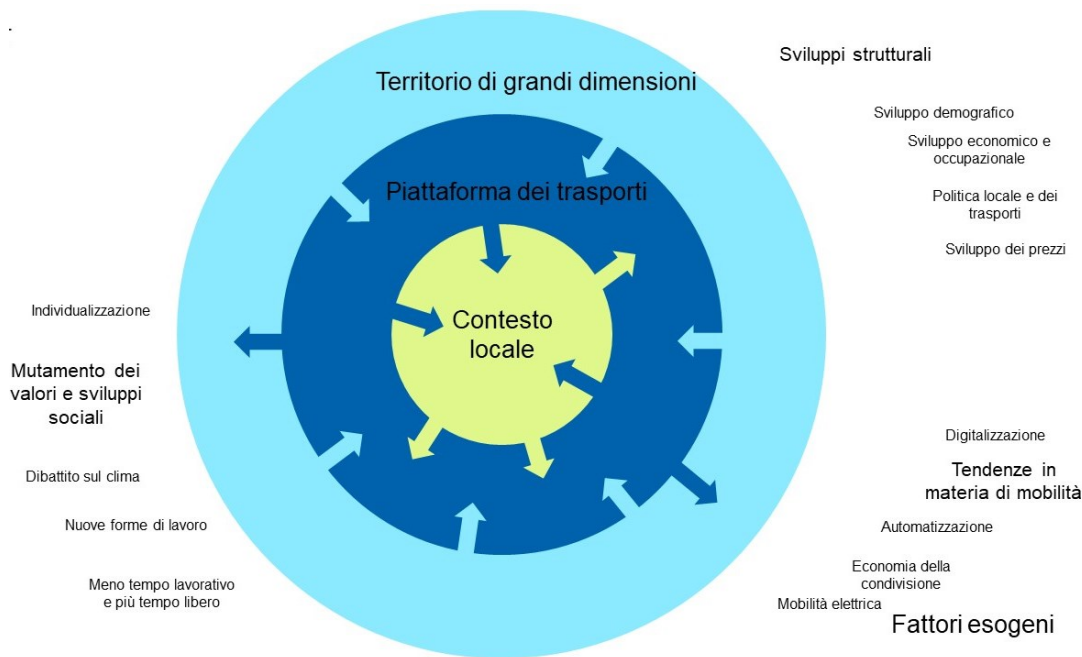 .
Sviluppi strutturali
Territorio di grandi dimensioni
Sviluppo demografico
Sviluppo economico e
occupazionale
Piattaforma dei trasporti
Politica locale e dei
trasporti
Sviluppo dei prezzi
Individualizzazione
Contesto
locale
Mutamento dei
valori e sviluppi
sociali
Digitalizzazione
Tendenze in
materia di mobilità
Dibattito sul clima
Nuove forme di lavoro
Automatizzazione
Economia della
condivisione
Meno tempo lavorativo
e più tempo libero
Mobilità elettrica
Fattori esogeni